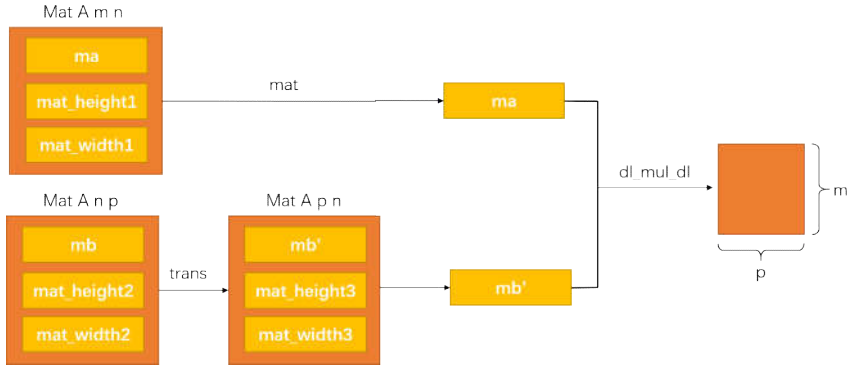 Mat A m n
ma
mat_height1
mat_width1
mat
ma
dl_mul_dl
m
p
Mat A n p
mb
mat_height2
mat_width2
trans
Mat A p n
mb'
mat_height3
mat_width3
mb'